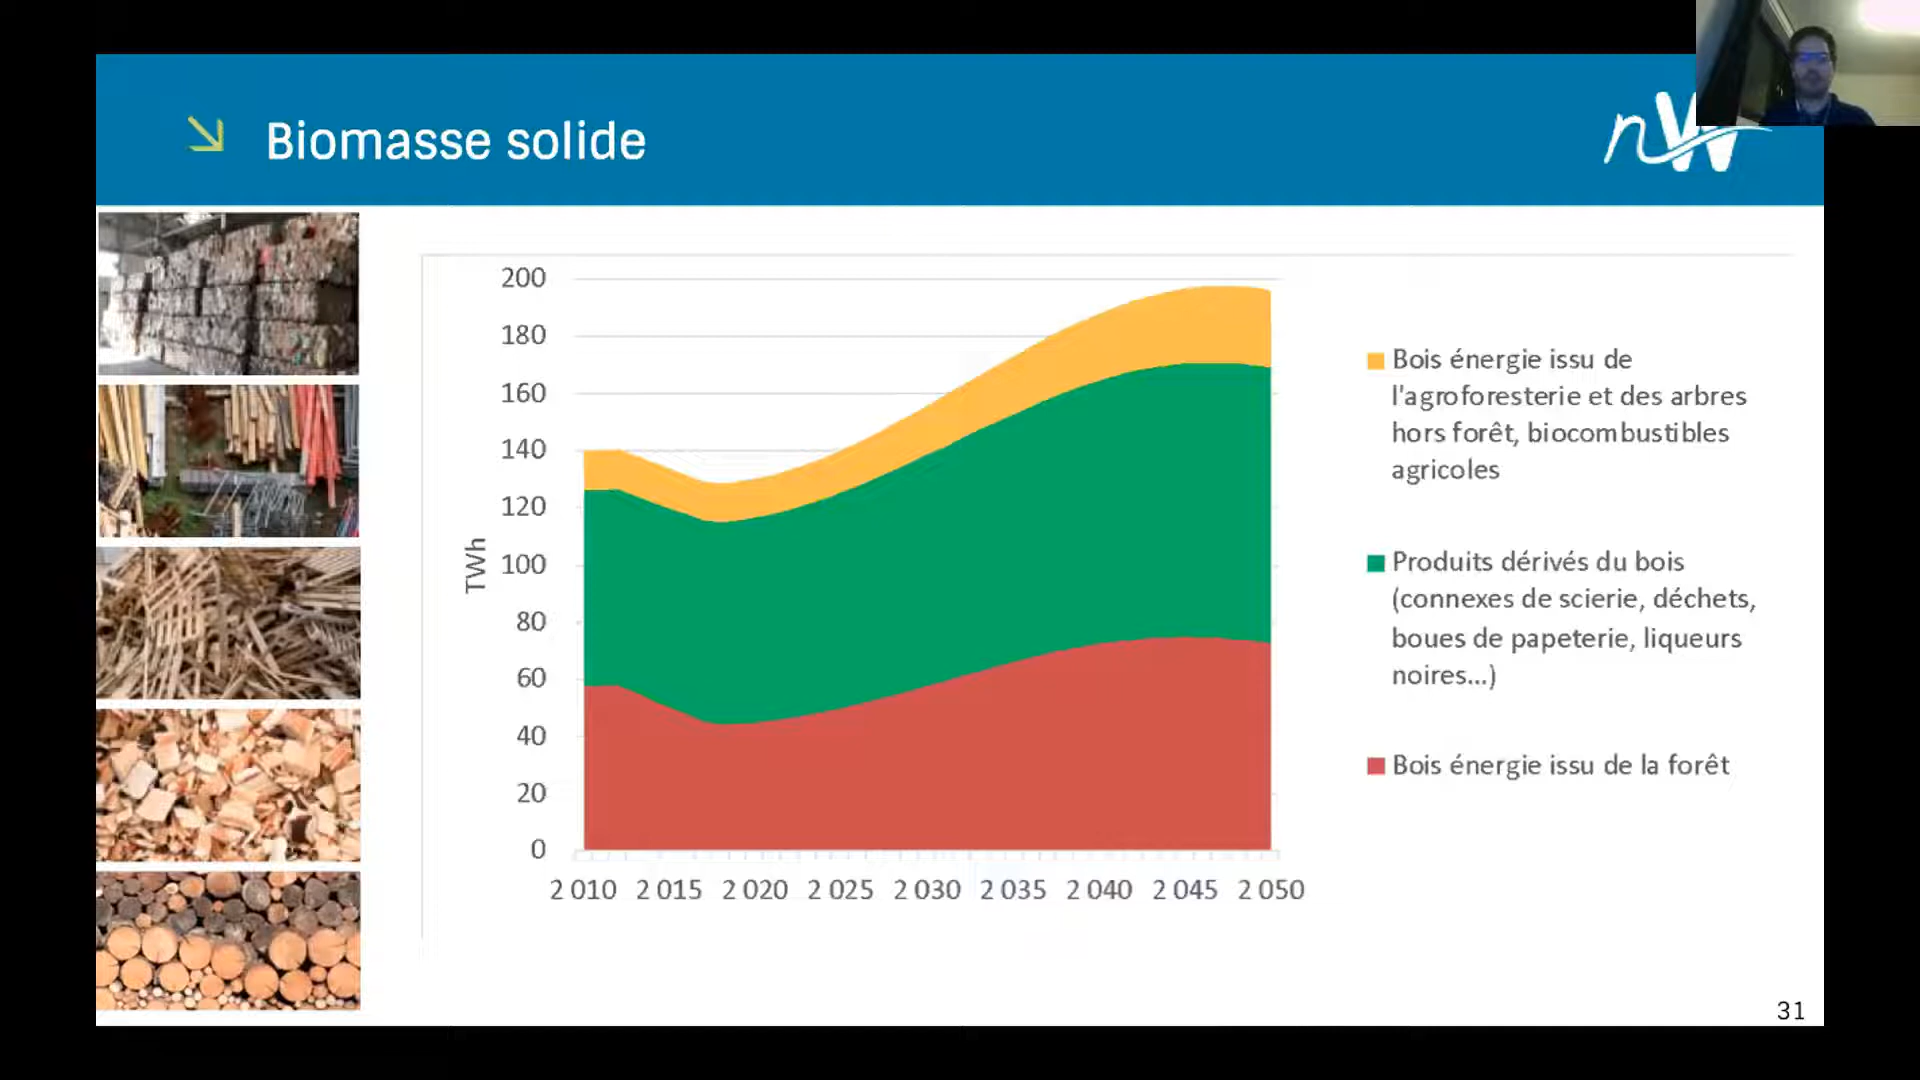 Biomasse solide
nW
200
180
160
140
120
100
80
60
40
20
0
TWh
2 010 2 015 2 020 2 025 2 030 2 035 2 040 2 045 2 050
Bois énergie issu de
l'agroforesterie et des arbres
hors forêt, biocombustibles
agricoles
Produits dérivés du bois
(connexes de scierie, déchets,
boues de papeterie, liqueurs
noires...)
Bois énergie issu de la forêt
31